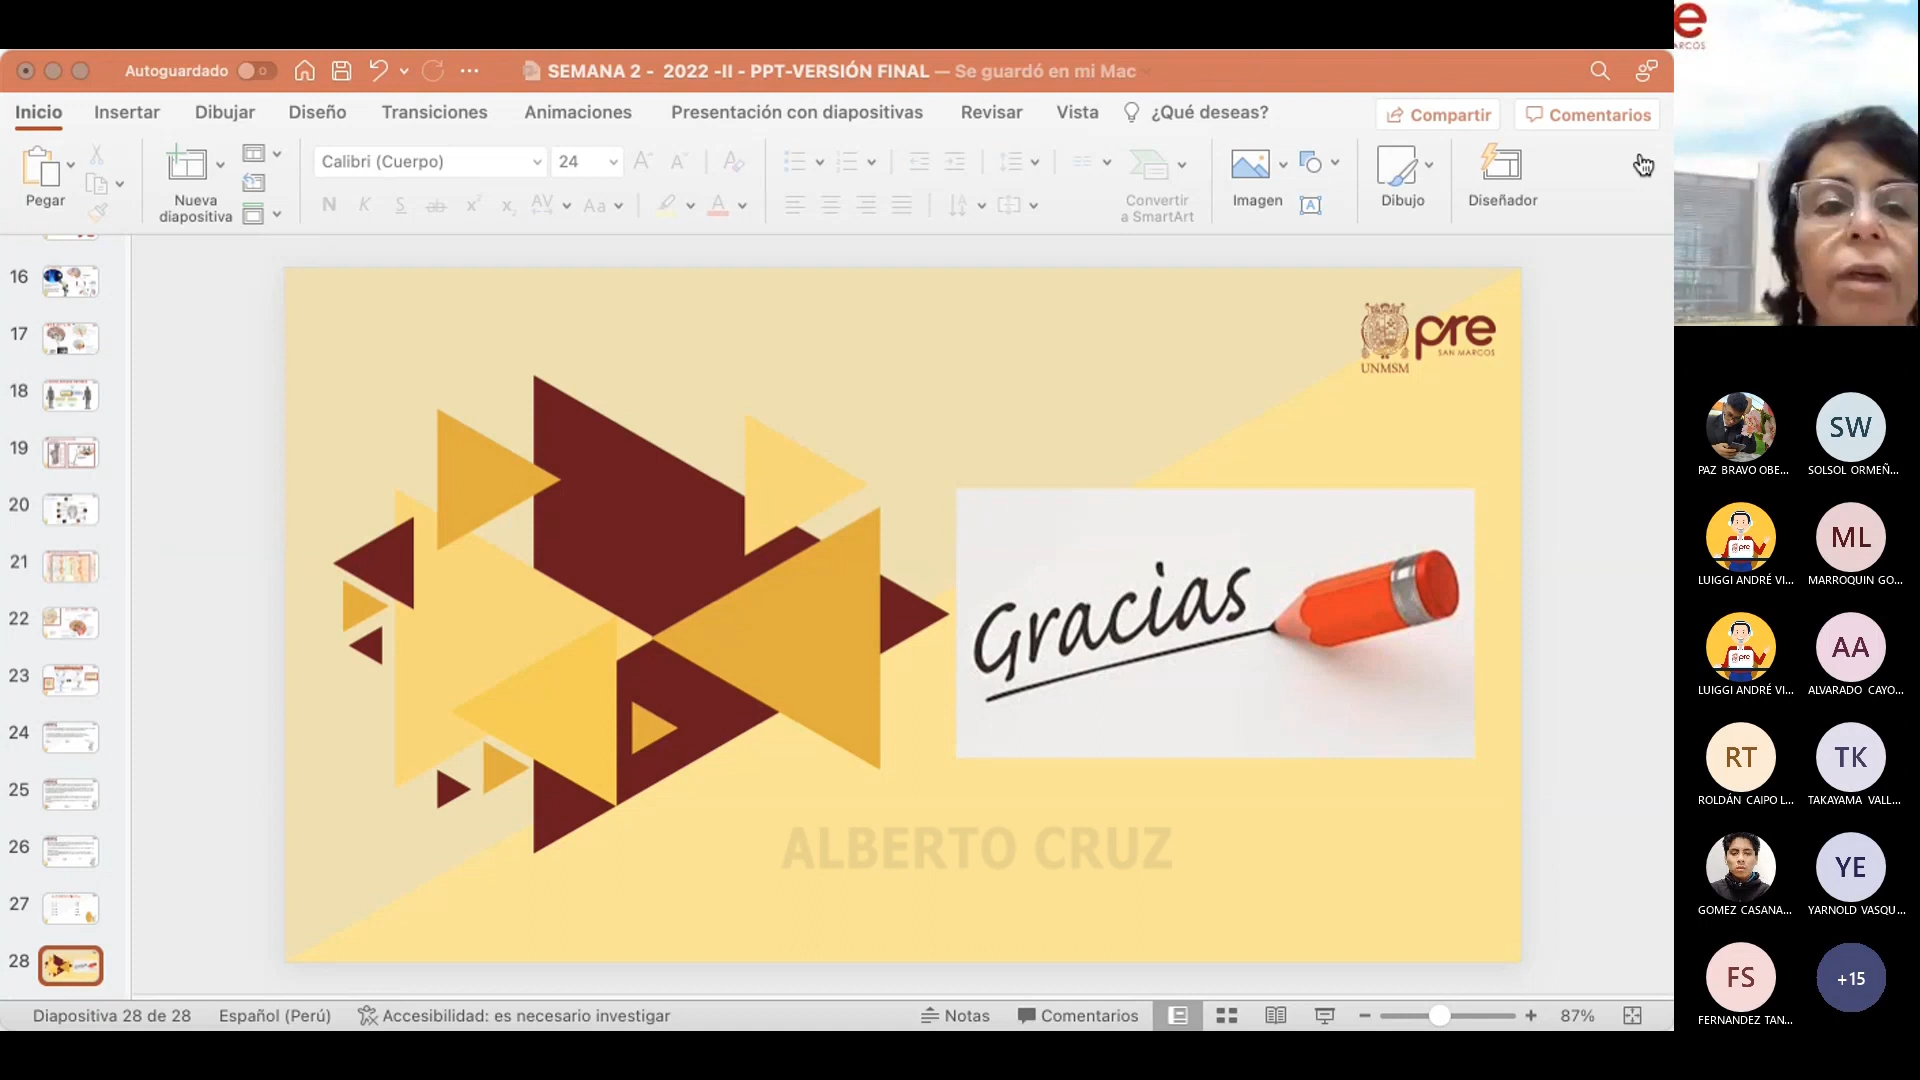 Autoguardado
SEMANA 2 - 2022 -II - PPT-VERSIÓN FINAL — Se guardó en mi Mac
Inicio Insertar Dibujar Diseño Transiciones Animaciones Presentación con diapositivas Revisar Vista ¿Qué deseas? Compartir Comentarios
Pegar
Nueva diapositiva
Calibri (Cuerpo) 24
N K S ab x² x₂ AV Aa A
Convertir a SmartArt
Imagen
Dibujo
Diseñador
16
17
18
19
20
21
22
23
24
25
26
27
28
UNMSM
pre
SAN MARCOS
Gracias
ALBERTO CRUZ
Diapositiva 28 de 28 Español (Perú) Accesibilidad: es necesario investigar Notas Comentarios 87%
PAZ BRAVO OBE...
SW
SOLSOL ORMEÑ...
LUIGGI ANDRÉ VI...
ML
MARROQUIN GO...
LUIGGI ANDRÉ VI...
AA
ALVARADO CAYO...
RT
ROLDÁN CAIPO L...
TK
TAKAYAMA VALL...
GOMEZ CASANA...
YE
YARNOLD VASQU...
FS
FERNANDEZ TAN...
+15